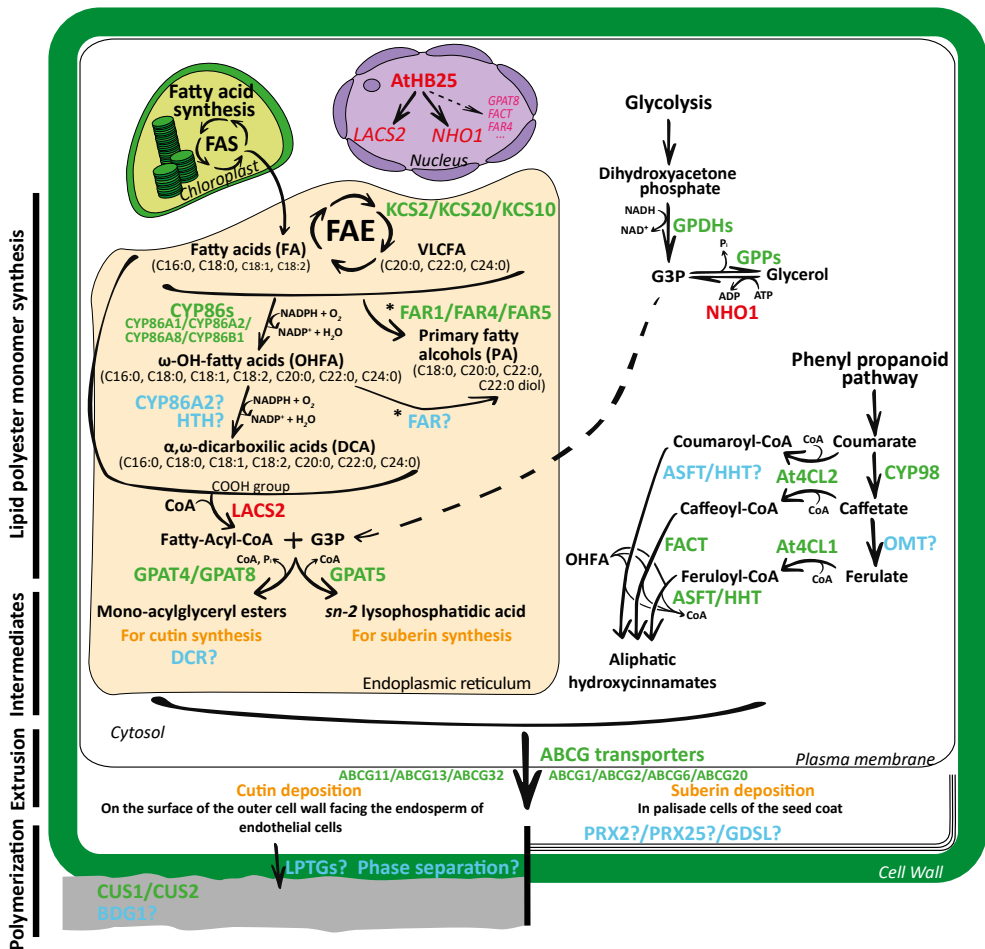 Fatty acid
synthesis
FAS
Chloroplast
AtHB25
LACS2
NHO1
GPAT8
FACT
FAR4
...
Nucleus
Glycolysis
Dihydroxyacetone
phosphate
NADH
NAD⁺
GPDHs
Pᵢ
GPPs
G3P
Glycerol
ADP
ATP
NHO1
FAE
KCS2/KCS20/KCS10
Fatty acids (FA)
(C16:0, C18:0, C18:1, C18:2)
VLCFA
(C20:0, C22:0, C24:0)
CYP86s
CYP86A1/CYP86A2/
CYP86A8/CYP86B1
NADPH + O₂
NADP⁺ + H₂O
* FAR1/FAR4/FAR5
Primary fatty
alcohols (PA)
(C18:0, C20:0, C22:0,
C22:0 diol)
ω-OH-fatty acids (OHFA)
(C16:0, C18:0, C18:1, C18:2, C20:0, C22:0, C24:0)
CYP86A2?
HTH?
NADPH + O₂
NADP⁺ + H₂O
* FAR?
α,ω-dicarboxilic acids (DCA)
(C16:0, C18:0, C18:1, C18:2, C20:0, C22:0, C24:0)
COOH group
CoA
LACS2
Fatty-Acyl-CoA + G3P
CoA, Pᵢ
CoA
GPAT4/GPAT8
GPAT5
Mono-acylglyceryl esters
sn-2 lysophosphatidic acid
For cutin synthesis
For suberin synthesis
DCR?
Endoplasmic reticulum
Phenyl propanoid
pathway
Coumaroyl-CoA
CoA
Coumarate
ASFT/HHT?
At4CL2
CYP98
Caffeoyl-CoA
CoA
Caffetate
OHFA
FACT
At4CL1
OMT?
Feruloyl-CoA
CoA
Ferulate
ASFT/HHT
CoA
Aliphatic
hydroxycinnamates
Cytosol
Plasma membrane
ABCG transporters
ABCG11/ABCG13/ABCG32
ABCG1/ABCG2/ABCG6/ABCG20
Cutin deposition
Suberin deposition
On the surface of the outer cell wall facing the endosperm of
endothelial cells
In palisade cells of the seed coat
PRX2?/PRX25?/GDSL?
LPTGs? Phase separation?
Cell Wall
CUS1/CUS2
BDG1?
Lipid polyester monomer synthesis
Intermediates
Extrusion
Polymerization